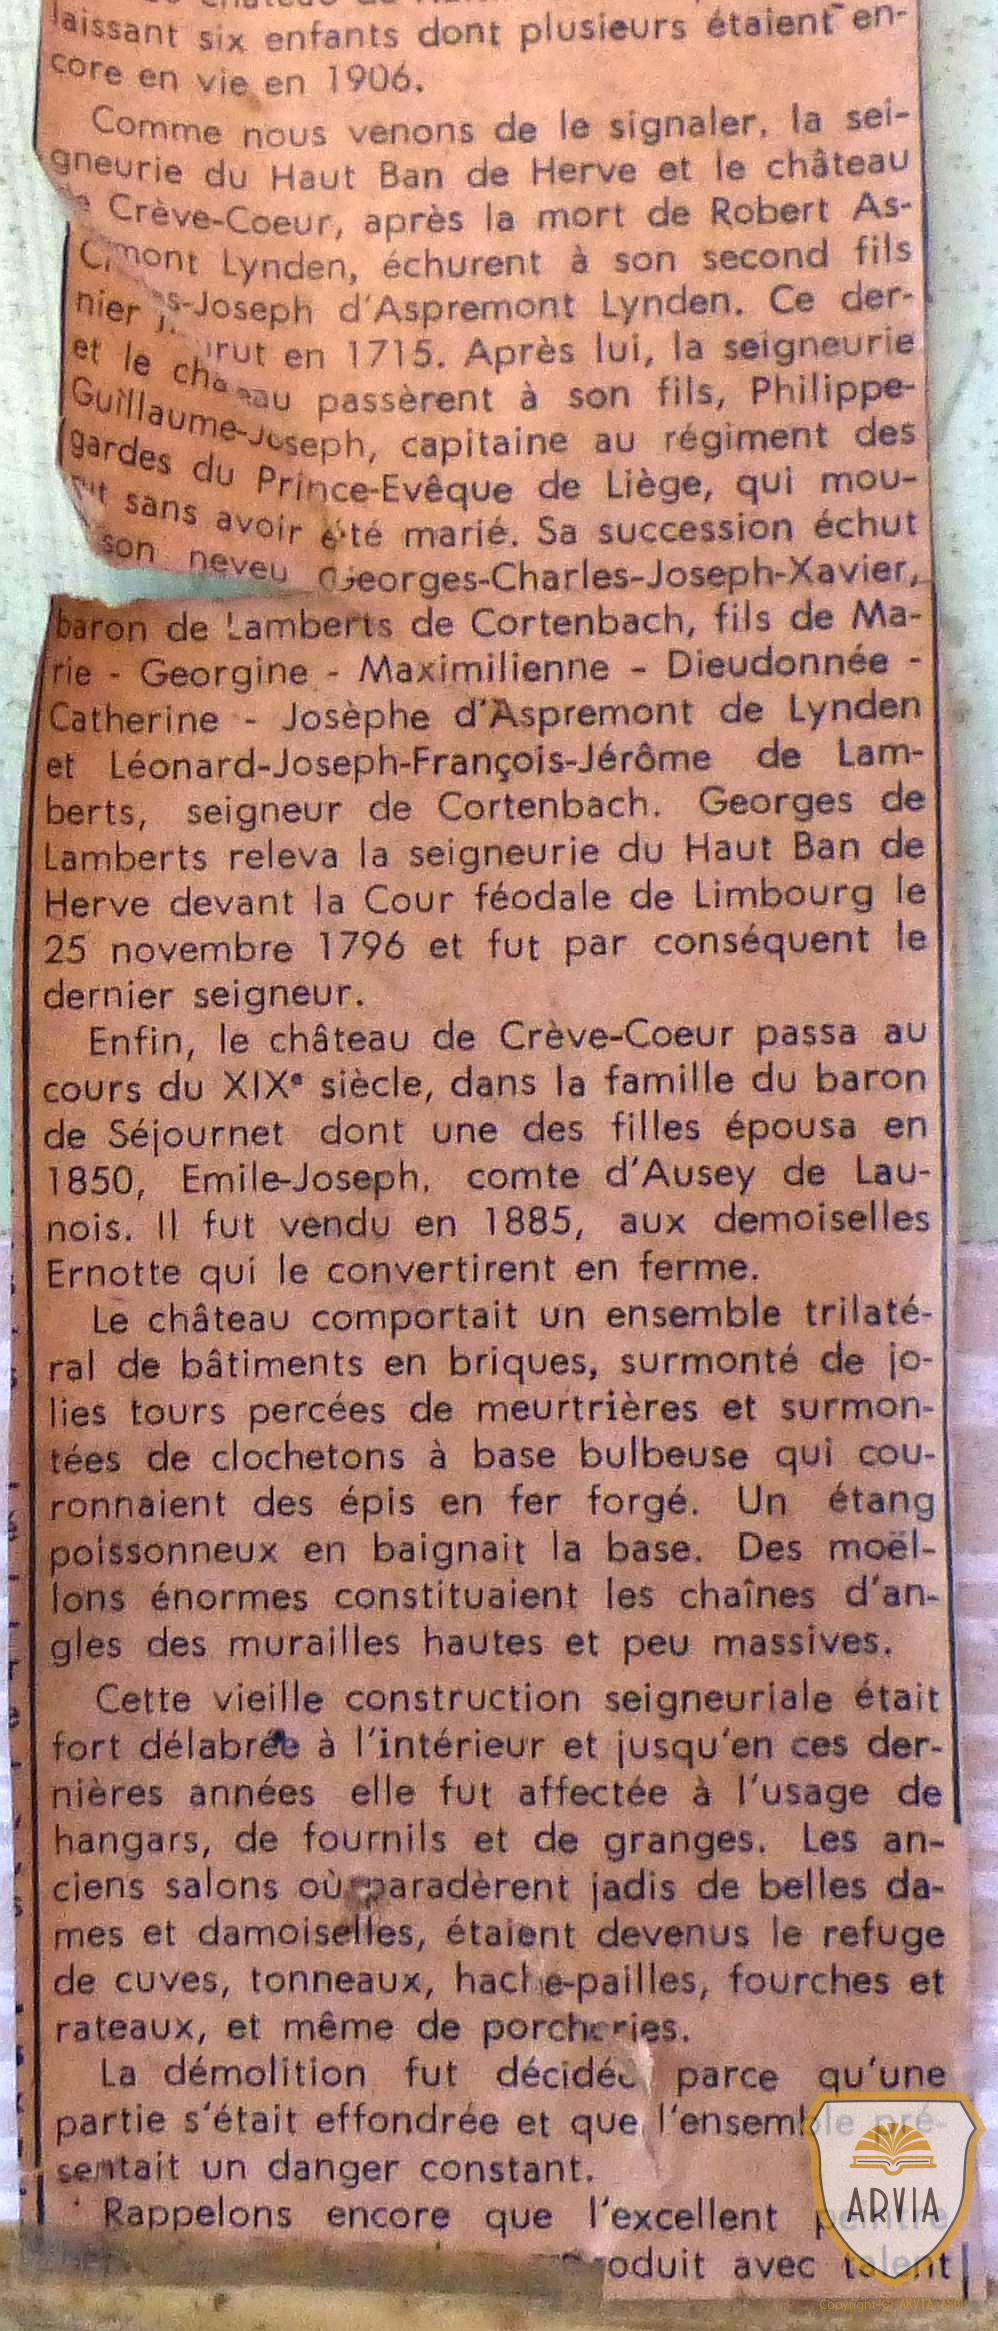 laissant six enfants dont plusieurs étaient en-
core en vie en 1906.
Comme nous venons de le signaler, la sei-
gneurie du Haut Ban de Herve et le château
Crève-Coeur, après la mort de Robert As-
mont Lynden, échurent à son second fils
-Joseph d'Aspremont Lynden. Ce der-
nier en 1715. Après lui, la seigneurie
et le passèrent à son fils, Philippe-
Guillaume-Joseph, capitaine au régiment des
gardes du Prince-Evêque de Liège, qui mou-
sans avoir été marié. Sa succession échut
son neveu Georges-Charles-Joseph-Xavier,
baron de Lamberts de Cortenbach, fils de Ma-
rie - Georgine - Maximilienne - Dieudonnée -
Catherine - Josèphe d'Aspremont de Lynden
et Léonard-Joseph-François-Jérôme de Lam-
berts, seigneur de Cortenbach. Georges de
Lamberts releva la seigneurie du Haut Ban de
Herve devant la Cour féodale de Limbourg le
25 novembre 1796 et fut par conséquent le
dernier seigneur.
Enfin, le château de Crève-Coeur passa au
cours du XIXe siècle, dans la famille du baron
de Séjournet dont une des filles épousa en
1850, Emile-Joseph, comte d'Ausey de Lau-
nois. Il fut vendu en 1885, aux demoiselles
Ernotte qui le convertirent en ferme.
Le château comportait un ensemble trilaté-
ral de bâtiments en briques, surmonté de jo-
lies tours percées de meurtrières et surmon-
tées de clochetons à base bulbeuse qui cou-
ronnaient des épis en fer forgé. Un étang
poissonneux en baignait la base. Des moël-
lons énormes constituaient les chaînes d'an-
gles des murailles hautes et peu massives.
Cette vieille construction seigneuriale était
fort délabrée à l'intérieur et jusqu'en ces der-
nières années elle fut affectée à l'usage de
hangars, de fournils et de granges. Les an-
ciens salons où paradèrent jadis de belles da-
mes et damoiselles, étaient devenus le refuge
de cuves, tonneaux, hache-pailles, fourches et
rateaux, et même de porcheries.
La démolition fut décidée parce qu'une
partie s'était effondrée et que l'ensemble pré-
sentait un danger constant.
Rappelons encore que l'excellent peintre
oduit avec talent
ARVIA